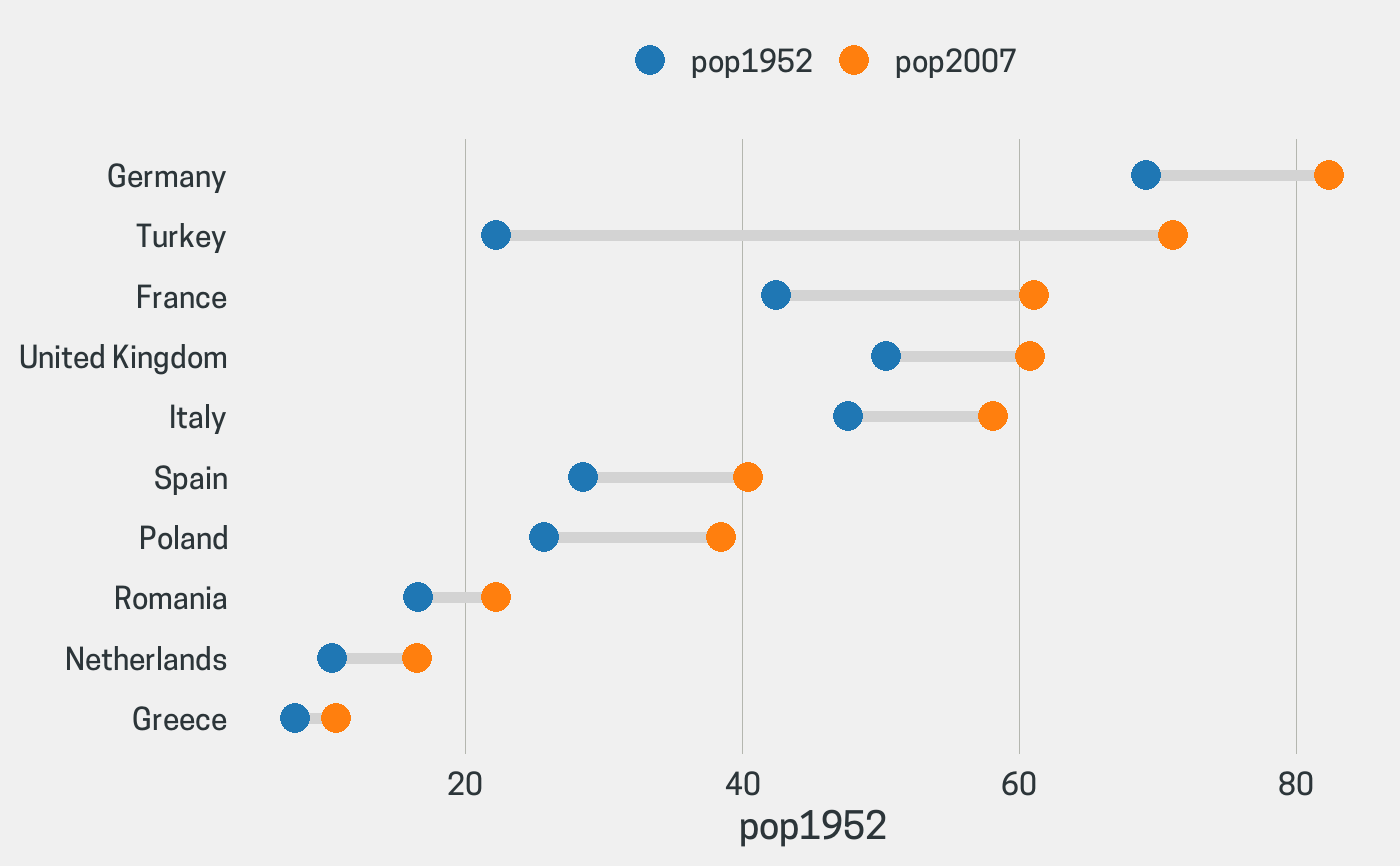 pop1952 pop2007
Germany
Turkey
France
United Kingdom
Italy
Spain
Poland
Romania
Netherlands
Greece
20 40 60 80
pop1952